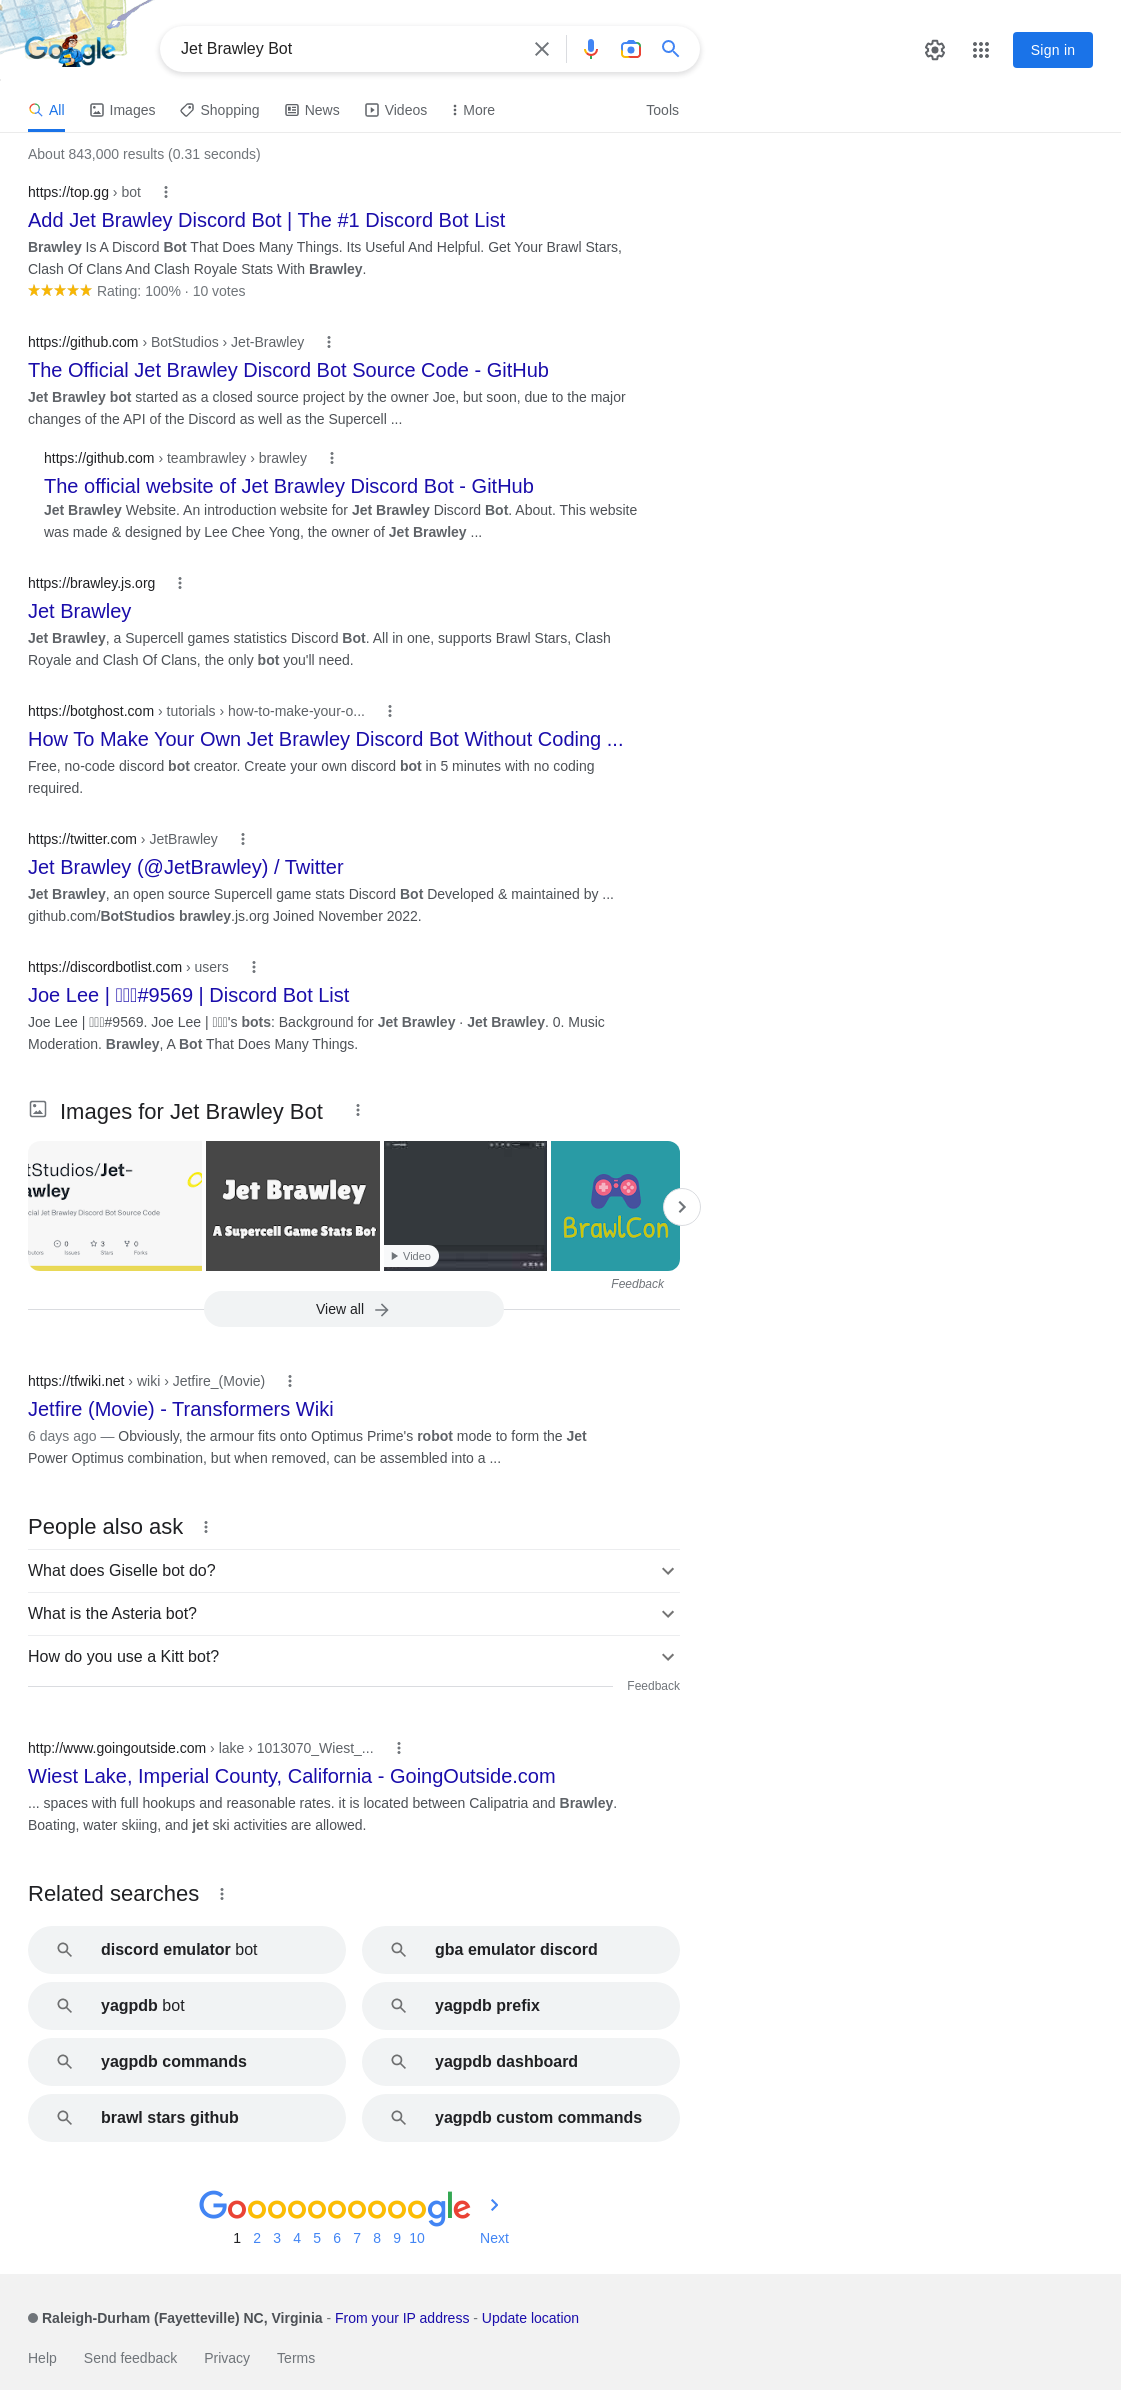 Google
Jet Brawley Bot
Sign in
All
Images
Shopping
News
Videos
More
Tools
About 843,000 results (0.31 seconds)
https://top.gg › bot
Add Jet Brawley Discord Bot | The #1 Discord Bot List
Brawley Is A Discord Bot That Does Many Things. Its Useful And Helpful. Get Your Brawl Stars,
Clash Of Clans And Clash Royale Stats With Brawley.
Rating: 100% · 10 votes
https://github.com › BotStudios › Jet-Brawley
The Official Jet Brawley Discord Bot Source Code - GitHub
Jet Brawley bot started as a closed source project by the owner Joe, but soon, due to the major
changes of the API of the Discord as well as the Supercell ...
https://github.com › teambrawley › brawley
The official website of Jet Brawley Discord Bot - GitHub
Jet Brawley Website. An introduction website for Jet Brawley Discord Bot. About. This website
was made & designed by Lee Chee Yong, the owner of Jet Brawley ...
https://brawley.js.org
Jet Brawley
Jet Brawley, a Supercell games statistics Discord Bot. All in one, supports Brawl Stars, Clash
Royale and Clash Of Clans, the only bot you'll need.
https://botghost.com › tutorials › how-to-make-your-o...
How To Make Your Own Jet Brawley Discord Bot Without Coding ...
Free, no-code discord bot creator. Create your own discord bot in 5 minutes with no coding
required.
https://twitter.com › JetBrawley
Jet Brawley (@JetBrawley) / Twitter
Jet Brawley, an open source Supercell game stats Discord Bot Developed & maintained by ...
github.com/BotStudios brawley.js.org Joined November 2022.
https://discordbotlist.com › users
Joe Lee | #9569 | Discord Bot List
Joe Lee | #9569. Joe Lee | 's bots: Background for Jet Brawley · Jet Brawley. 0. Music
Moderation. Brawley, A Bot That Does Many Things.
Images for Jet Brawley Bot
tStudios/Jet-
awley
cial Jet Brawley Discord Bot Source Code
0
3
0
Issues
Stars
Forks
Jet Brawley
A Supercell Game Stats Bot
Video
BrawlCon
Feedback
View all
https://tfwiki.net › wiki › Jetfire_(Movie)
Jetfire (Movie) - Transformers Wiki
6 days ago — Obviously, the armour fits onto Optimus Prime's robot mode to form the Jet
Power Optimus combination, but when removed, can be assembled into a ...
People also ask
What does Giselle bot do?
What is the Asteria bot?
How do you use a Kitt bot?
Feedback
http://www.goingoutside.com › lake › 1013070_Wiest_...
Wiest Lake, Imperial County, California - GoingOutside.com
... spaces with full hookups and reasonable rates. it is located between Calipatria and Brawley.
Boating, water skiing, and jet ski activities are allowed.
Related searches
discord emulator bot
gba emulator discord
yagpdb bot
yagpdb prefix
yagpdb commands
yagpdb dashboard
brawl stars github
yagpdb custom commands
Goooooooooogle
1 2 3 4 5 6 7 8 9 10 Next
Raleigh-Durham (Fayetteville) NC, Virginia - From your IP address - Update location
Help
Send feedback
Privacy
Terms